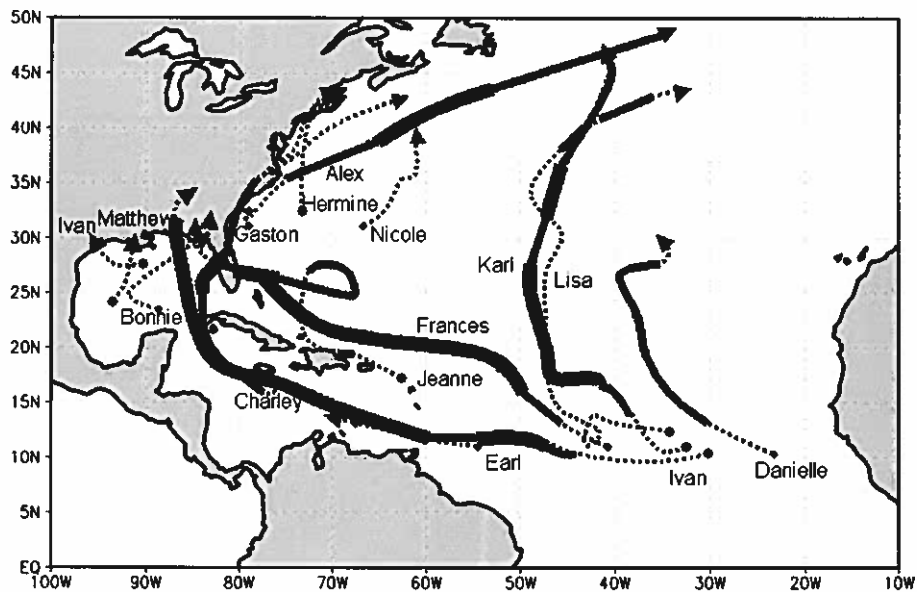 50N
45N
40N
35N
30N
25N
20N
15N
10N
5N
EQ
Alex
Hermine
Nicole
Matthew
Ivan
Gaston
Karl
Lisa
Bonnie
Frances
Jeanne
Charley
Earl
Ivan
Danielle
100W 90W 80W 70W 60W 50W 40W 30W 20W 10W